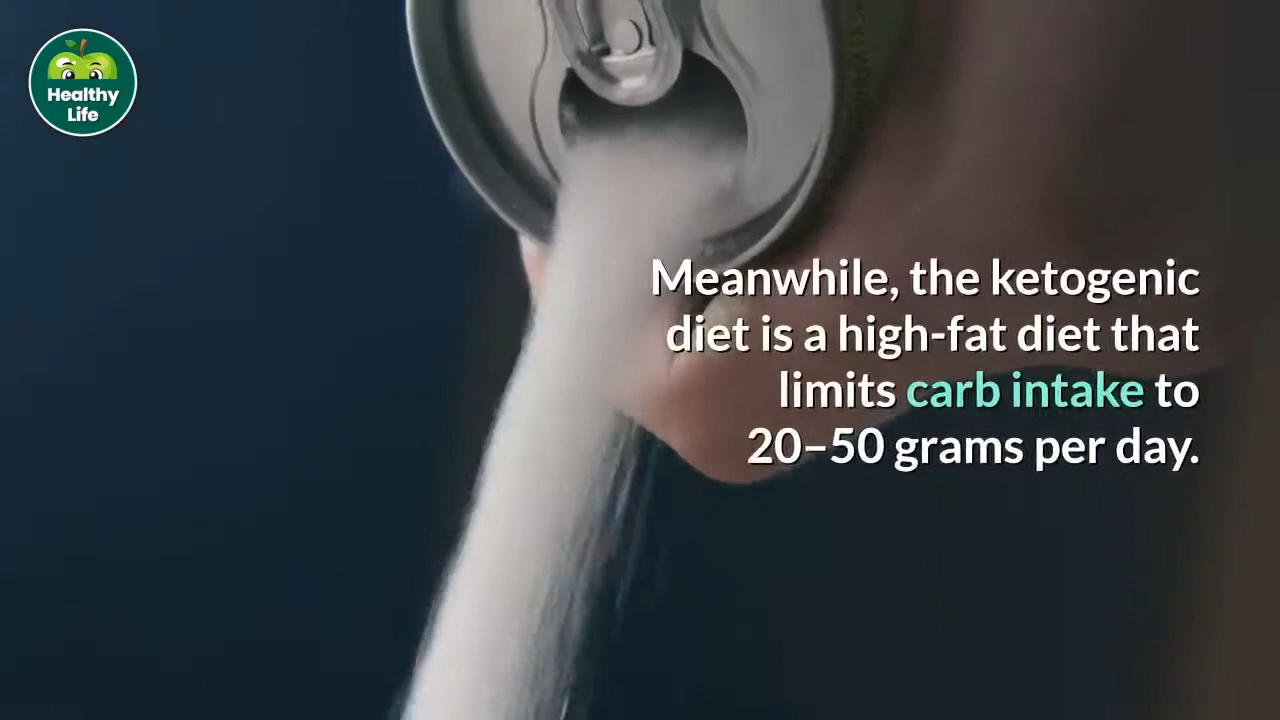 Healthy
Life
Meanwhile, the ketogenic
diet is a high-fat diet that
limits carb intake to
20–50 grams per day.